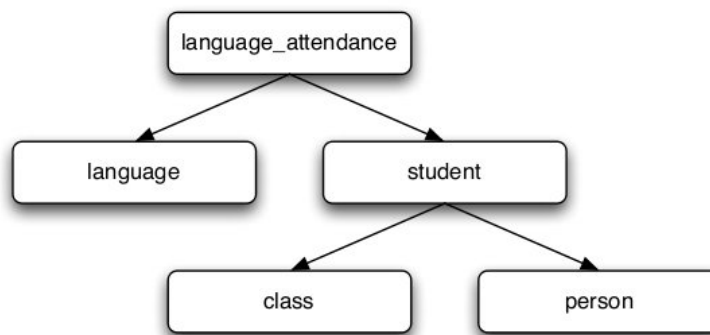 language_attendance
language
student
class
person